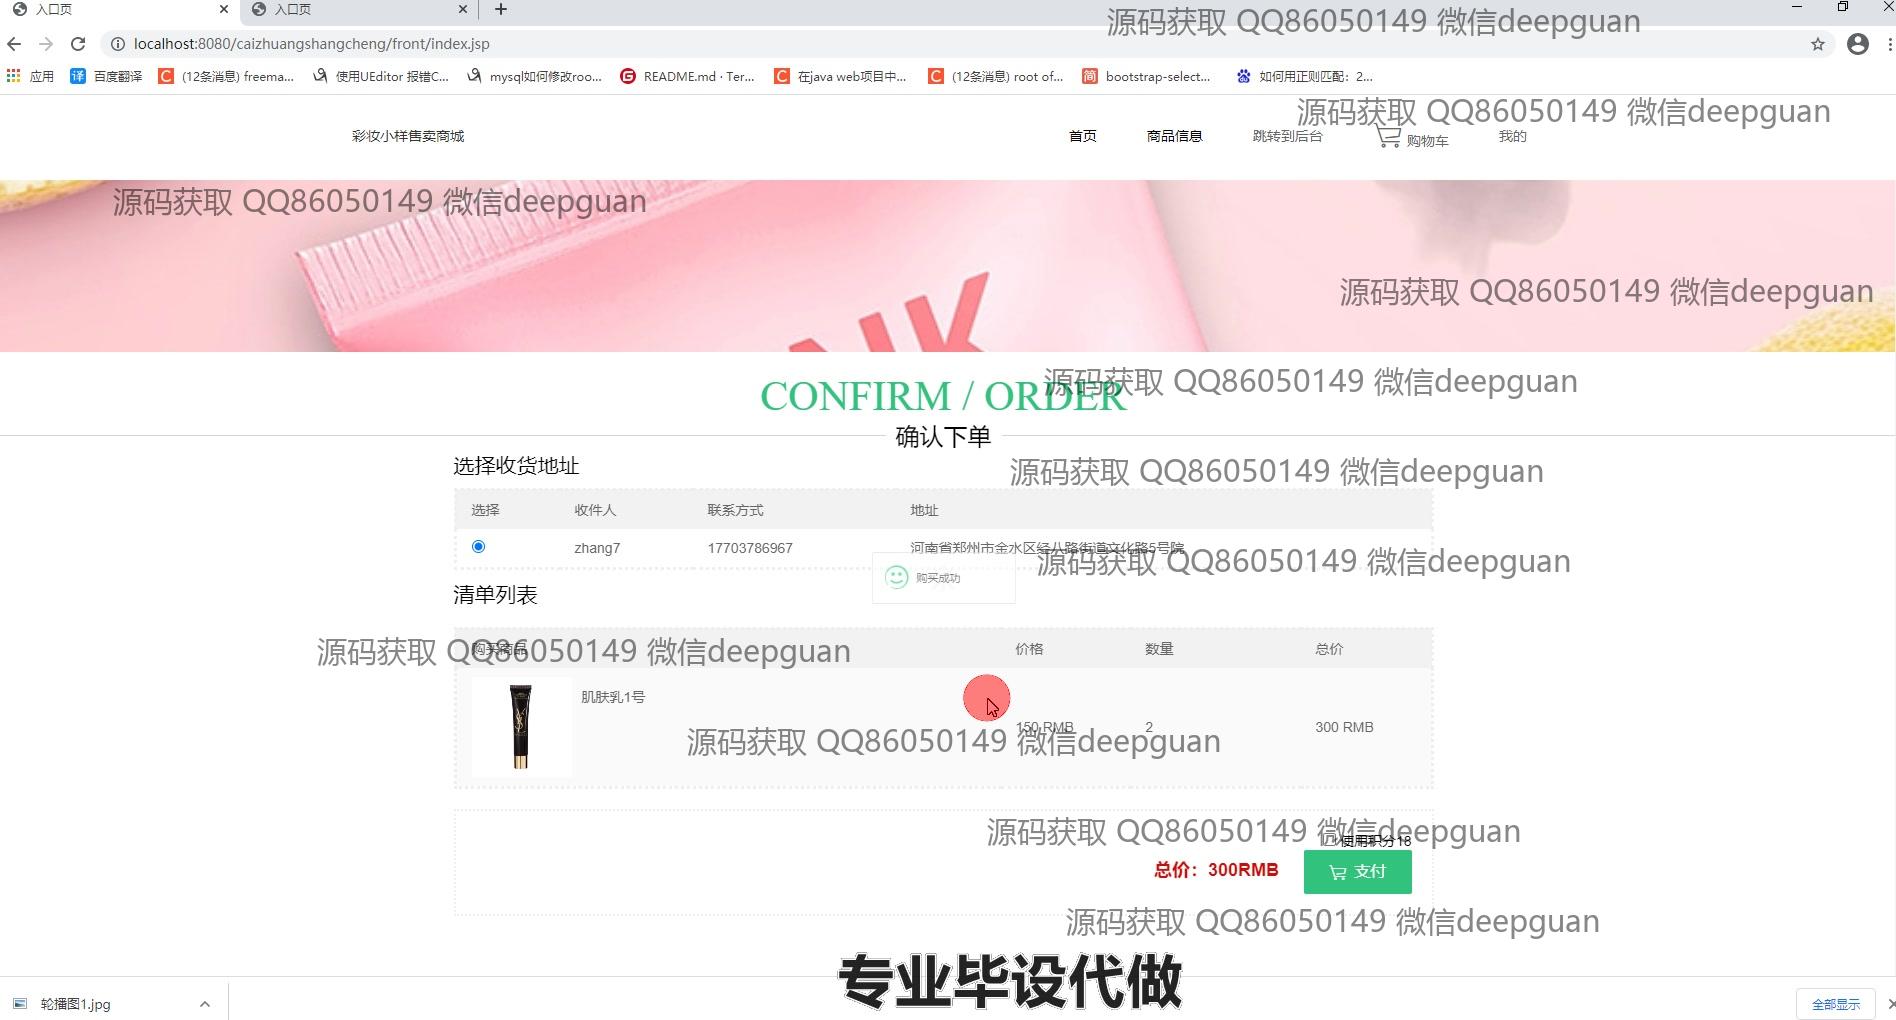 入口页
入口页
源码获取 QQ86050149 微信deepguan
localhost:8080/caizhuangshangcheng/front/index.jsp
应用
百度翻译
(12条消息) freema...
使用UEditor 报错C...
mysql如何修改roo...
README.md · Ter...
在java web项目中...
(12条消息) root of...
bootstrap-select...
如何用正则匹配：2...
源码获取 QQ86050149 微信deepguan
彩妆小样售卖商城
首页
商品信息
跳转到后台
购物车
我的
源码获取 QQ86050149 微信deepguan
NK
源码获取 QQ86050149 微信deepguan
CONFIRM / ORDER
源码获取 QQ86050149 微信deepguan
确认下单
选择收货地址
源码获取 QQ86050149 微信deepguan
选择 收件人 联系方式 地址
zhang7 17703786967 河南省郑州市金水区经八路街道文化路5号院
源码获取 QQ86050149 微信deepguan
购买成功
清单列表
源码获取 QQ86050149 微信deepguan
购买商品 价格 数量 总价
肌肤乳1号
150 RMB 2 300 RMB
源码获取 QQ86050149 微信deepguan
源码获取 QQ86050149 微信deepguan
使用积分18
总价：300RMB
支付
源码获取 QQ86050149 微信deepguan
专业毕设代做
轮播图1.jpg
全部显示